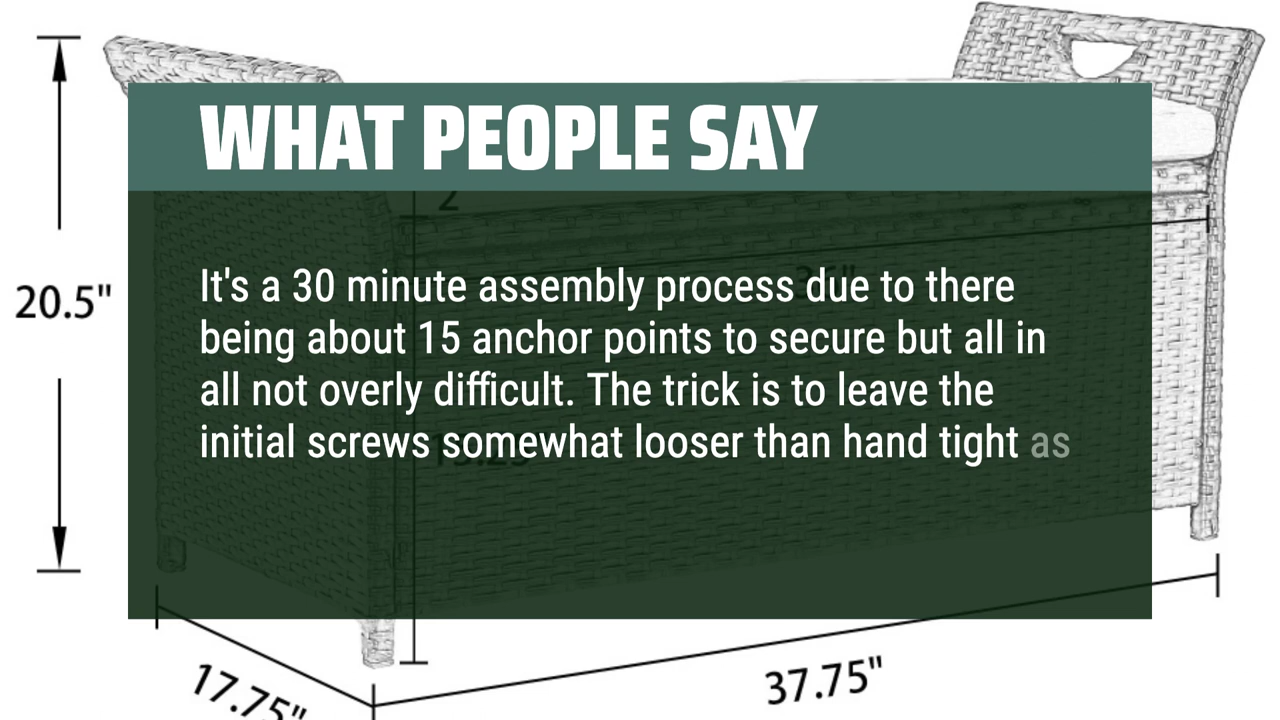 WHAT PEOPLE SAY
2
20.5"
It's a 30 minute assembly process due to there
being about 15 anchor points to secure but all in
all not overly difficult. The trick is to leave the
initial screws somewhat looser than hand tight as
17.75"
37.75"